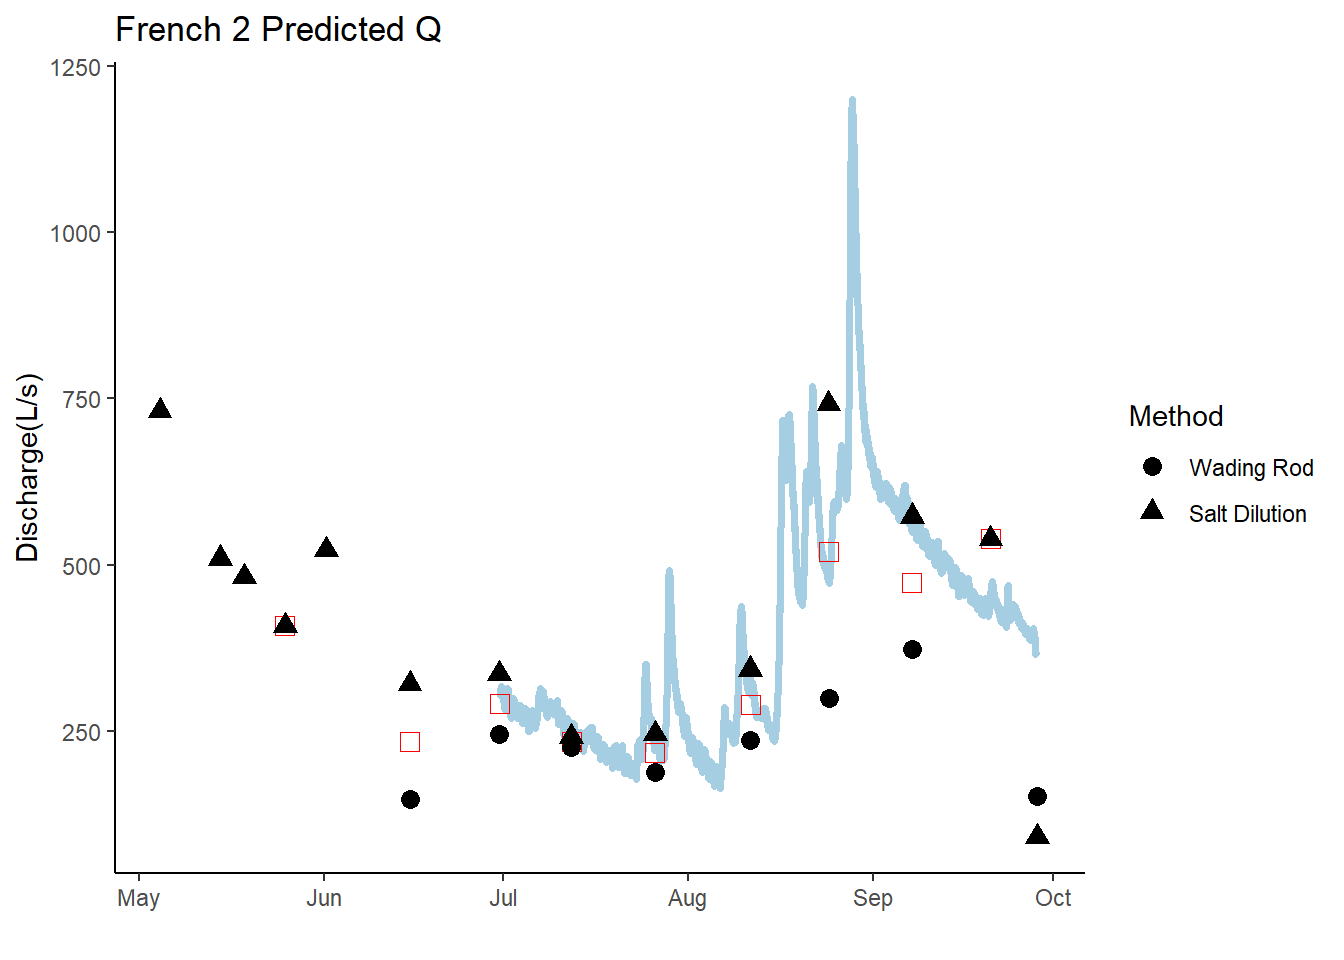 French 2 Predicted Q
1250
1000
750
500
250
Discharge(L/s)
May
Jun
Jul
Aug
Sep
Oct
Method
Wading Rod
Salt Dilution